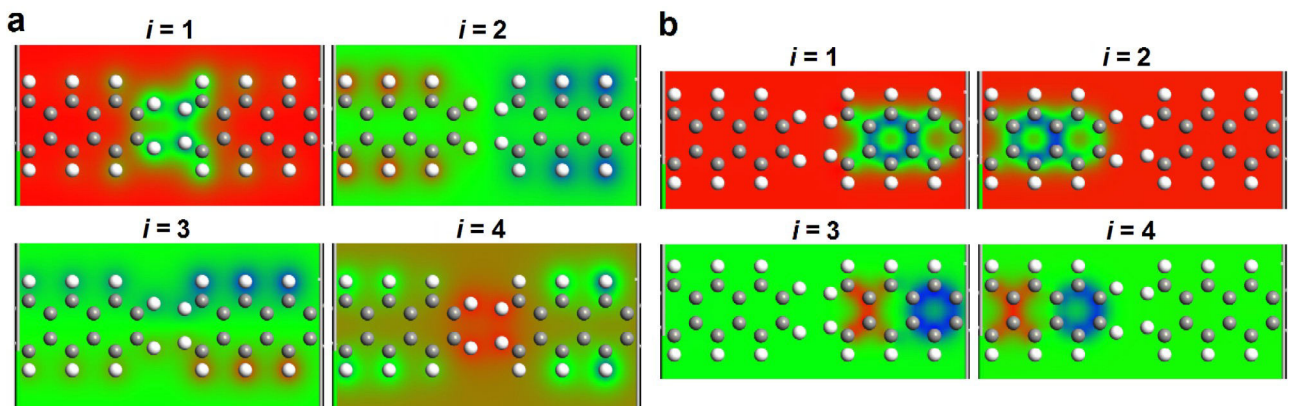 a
i = 1
i = 2
i = 3
i = 4
b
i = 1
i = 2
i = 3
i = 4